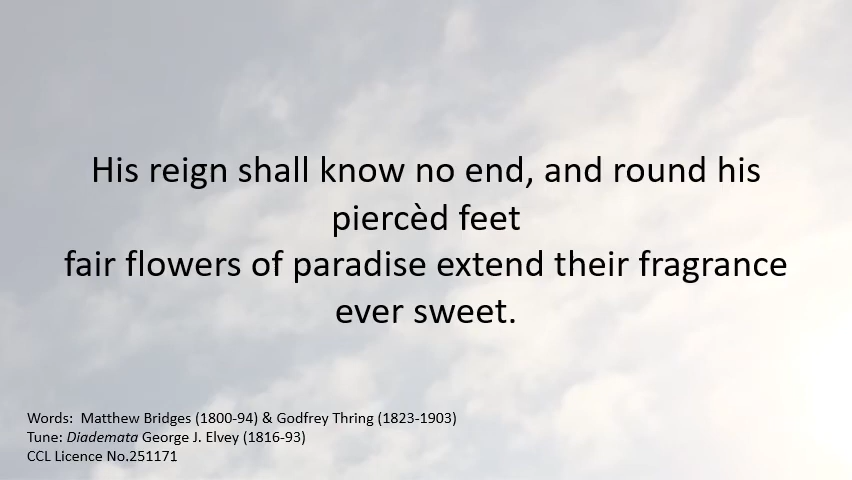 His reign shall know no end, and round his
piercèd feet
fair flowers of paradise extend their fragrance
ever sweet.
Words:  Matthew Bridges (1800-94) & Godfrey Thring (1823-1903)
Tune: Diademata George J. Elvey (1816-93)
CCL Licence No.251171